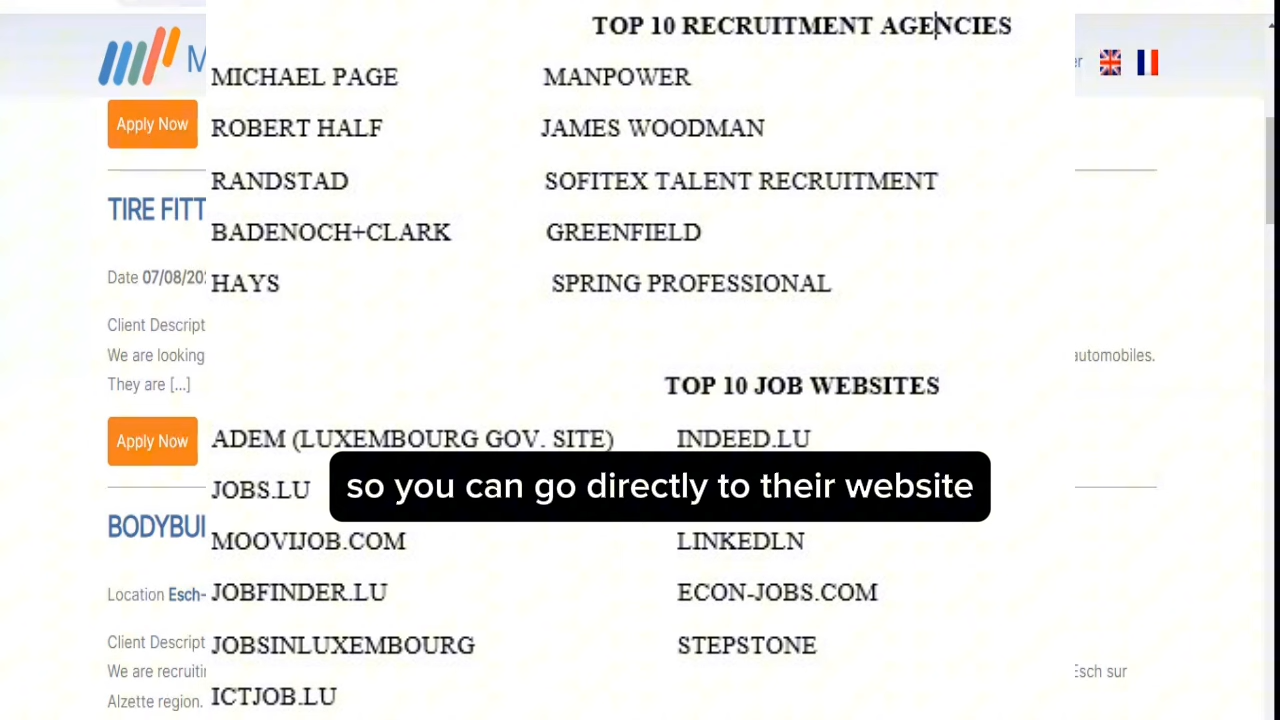 TOP 10 RECRUITMENT AGENCIES
M
MICHAEL PAGE MANPOWER
er
Apply Now
ROBERT HALF JAMES WOODMAN
RANDSTAD SOFITEX TALENT RECRUITMENT
TIRE FITT
BADENOCH+CLARK GREENFIELD
Date 07/08/20
HAYS SPRING PROFESSIONAL
Client Descript
We are looking automobiles.
They are [...]
TOP 10 JOB WEBSITES
Apply Now
ADEM (LUXEMBOURG GOV. SITE) INDEED.LU
JOBS.LU
so you can go directly to their website
BODYBUI
MOOVIJOB.COM LINKEDLN
Location Esch-
JOBFINDER.LU ECON-JOBS.COM
Client Descript
JOBSINLUXEMBOURG STEPSTONE
We are recruitin Esch sur
Alzette region.
ICTJOB.LU